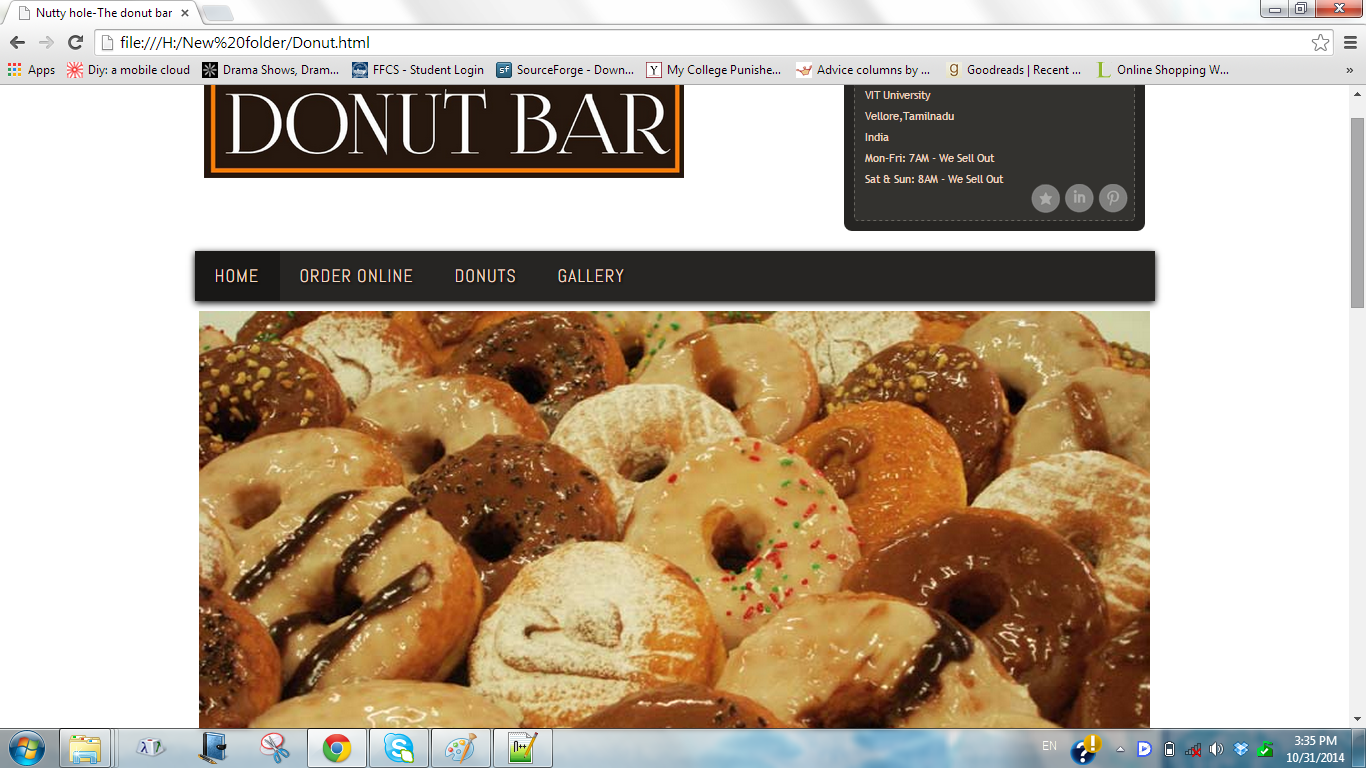 Nutty hole-The donut bar
file:///H:/New%20folder/Donut.html
Apps
Diy: a mobile cloud
Drama Shows, Dram...
FFCS - Student Login
sf
SourceForge - Down...
Y
My College Punishe...
Advice columns by ...
g
Goodreads | Recent ...
L
Online Shopping W...
»
DONUT BAR
VIT University
Vellore,Tamilnadu
India
Mon-Fri: 7AM - We Sell Out
Sat & Sun: 8AM - We Sell Out
in
HOME
ORDER ONLINE
DONUTS
GALLERY
EN
3:35 PM
10/31/2014